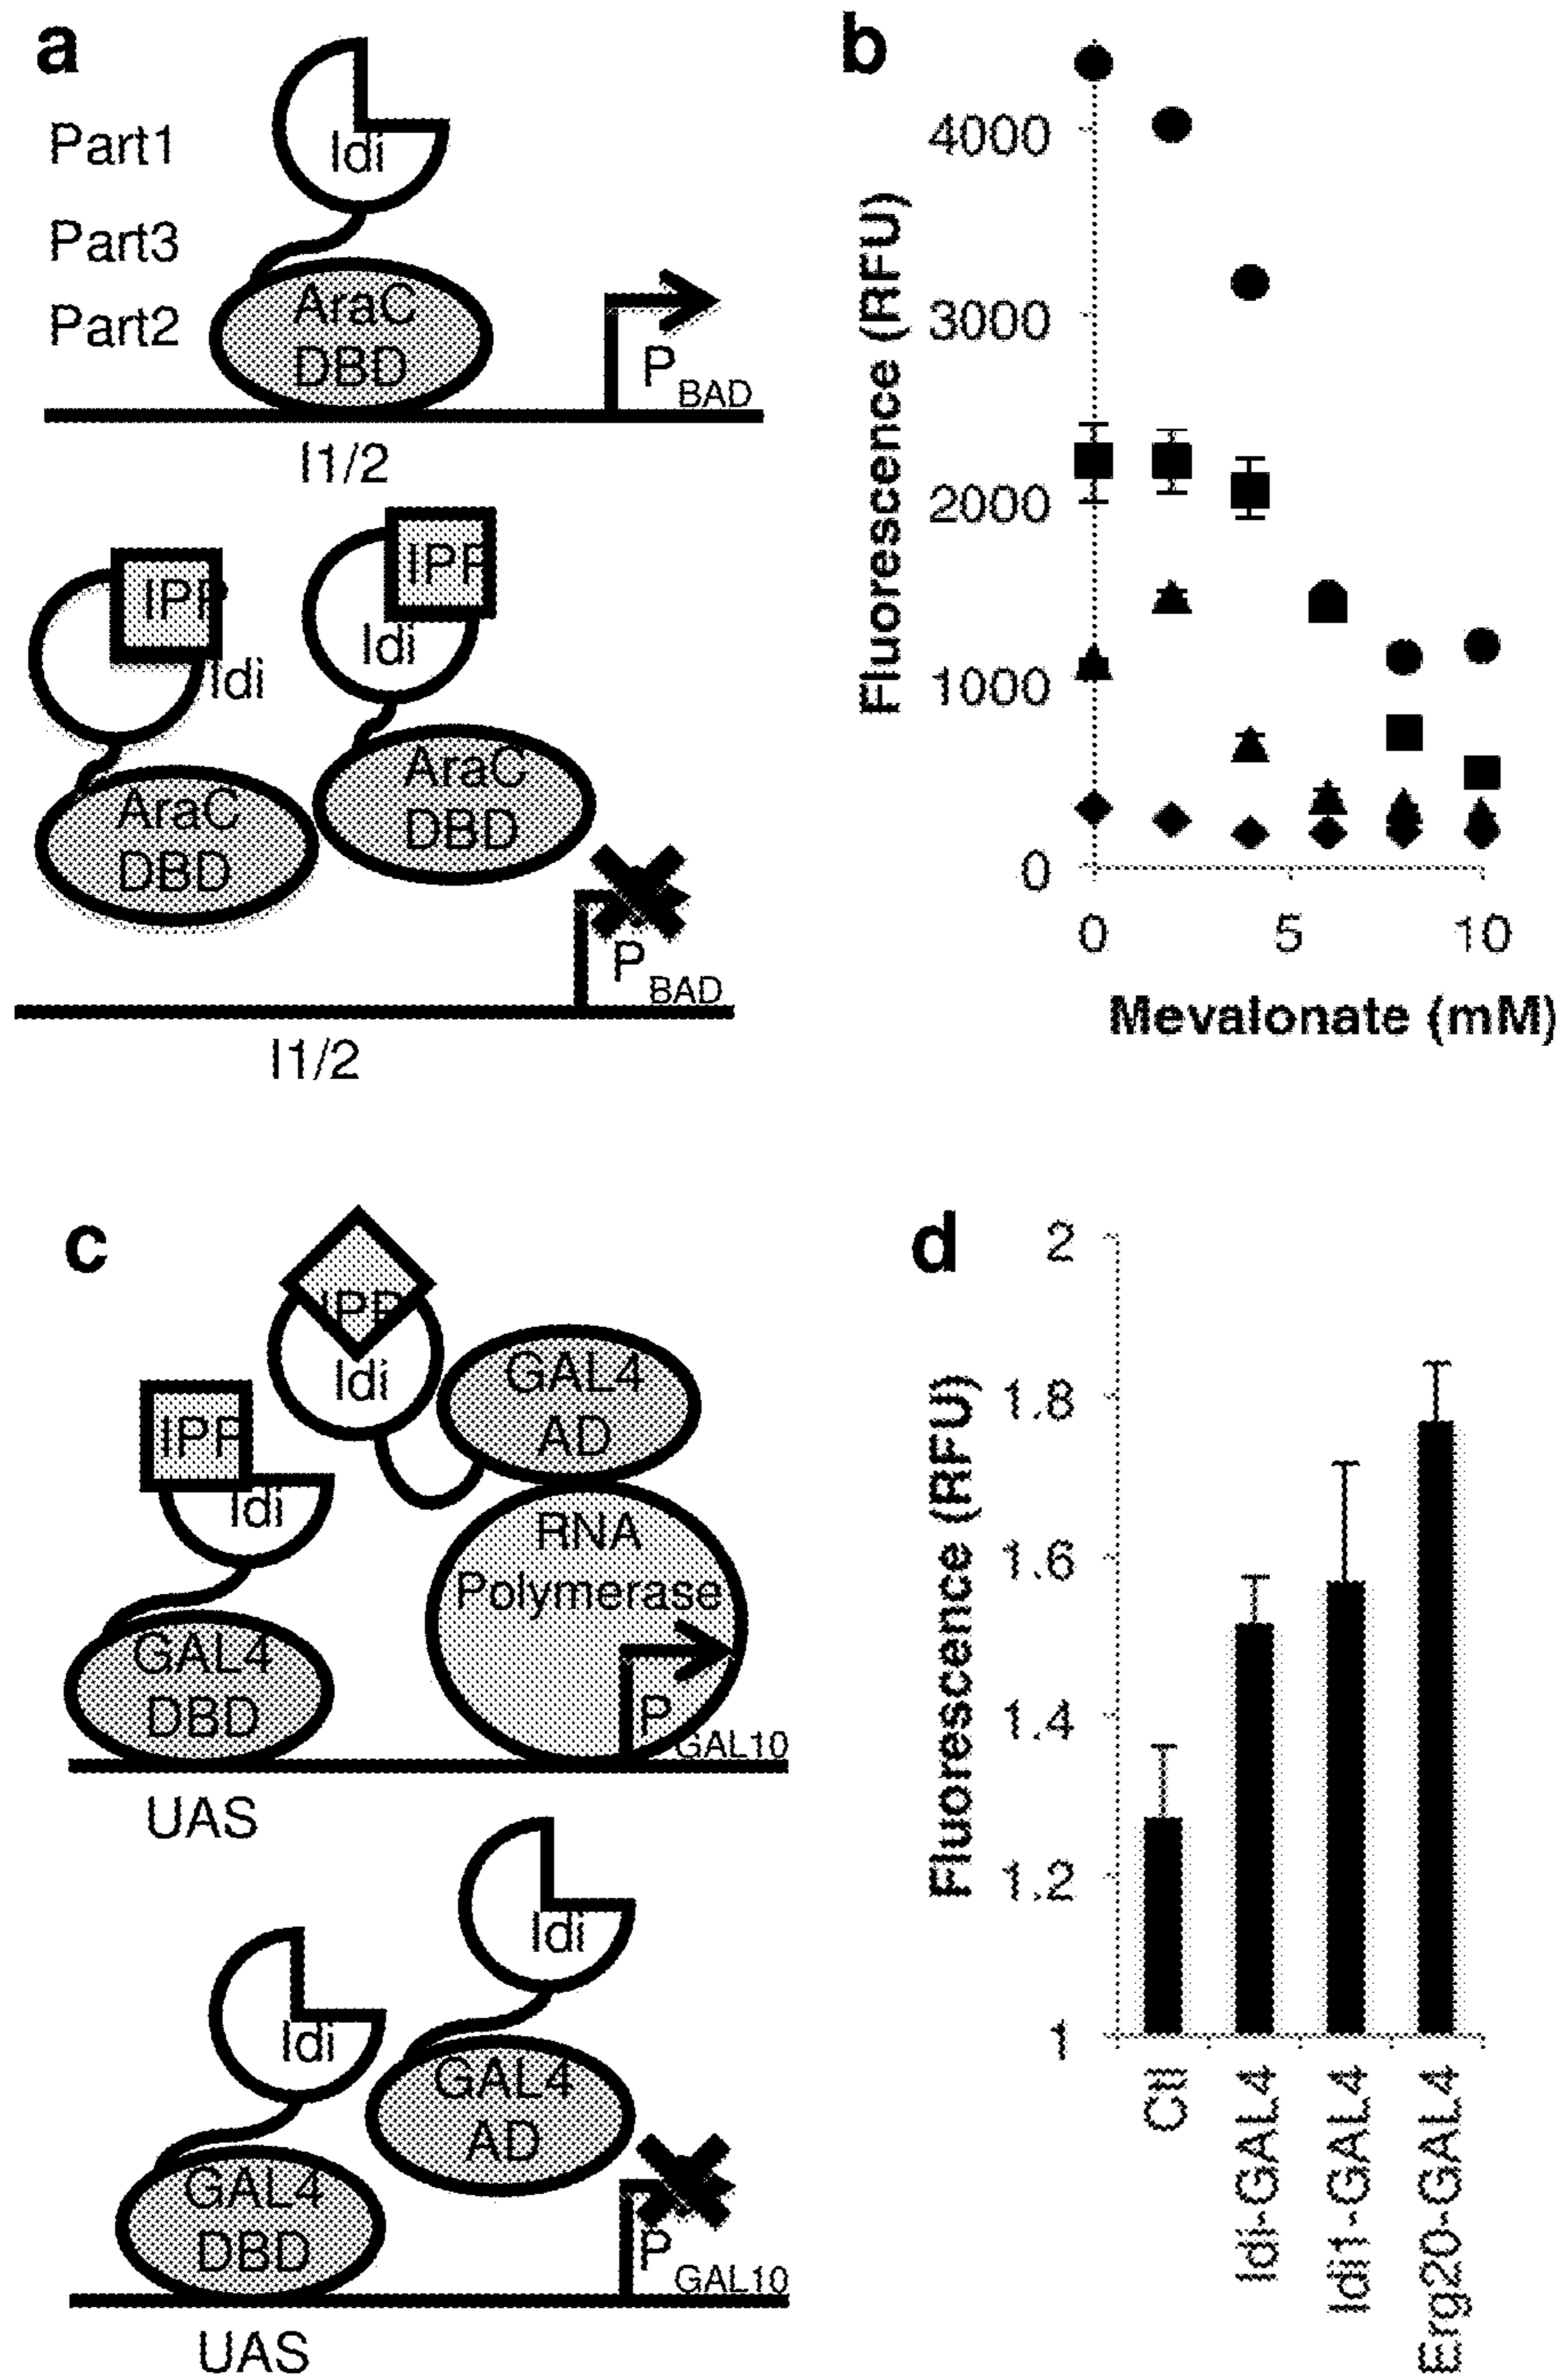 a
Part1
Idi
Part3
Part2
AraC
DBD
P BAD
I1/2
IPP
Idi
IPP
Idi
AraC
DBD
AraC
DBD
P BAD
I1/2
b
Fluorescence (RFU)
4000
3000
2000
1000
0
0 5 10
Mevalonate (mM)
c
IPP
Idi
GAL4
AD
IPP
Idi
RNA
Polymerase
GAL4
DBD
P GAL10
UAS
Idi
Idi
GAL4
AD
GAL4
DBD
P GAL10
UAS
d
Fluorescence (RFU)
2
1.8
1.6
1.4
1.2
1
Ctl
Idi-GAL4
Idi1-GAL4
Erg20-GAL4